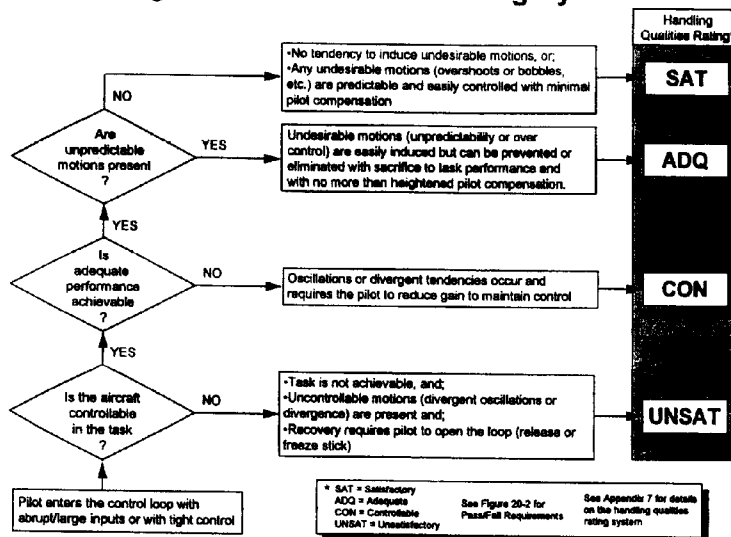 Handling
Qualities Rating*
•No tendency to induce undesirable motions, or;
•Any undesirable motions (overshoots or bobbles,
etc.) are predictable and easily controlled with minimal
pilot compensation
SAT
NO
Are
unpredictable
motions present
?
YES
Undesirable motions (unpredictability or over
control) are easily induced but can be prevented or
eliminated with sacrifice to task performance and
with no more than heightened pilot compensation.
ADQ
YES
Is
adequate
performance
achievable
?
NO
Oscillations or divergent tendencies occur and
requires the pilot to reduce gain to maintain control
CON
YES
Is the aircraft
controllable
in the task
?
NO
•Task is not achievable, and;
•Uncontrollable motions (divergent oscillations or
divergence) are present and;
•Recovery requires pilot to open the loop (release or
freeze stick)
UNSAT
Pilot enters the control loop with
abrupt/large inputs or with tight control
* SAT = Satisfactory
ADQ = Adequate
CON = Controllable
UNSAT = Unsatisfactory
See Figure 20-2 for
Pass/Fail Requirements
See Appendix 7 for details
on the handling qualities
rating system